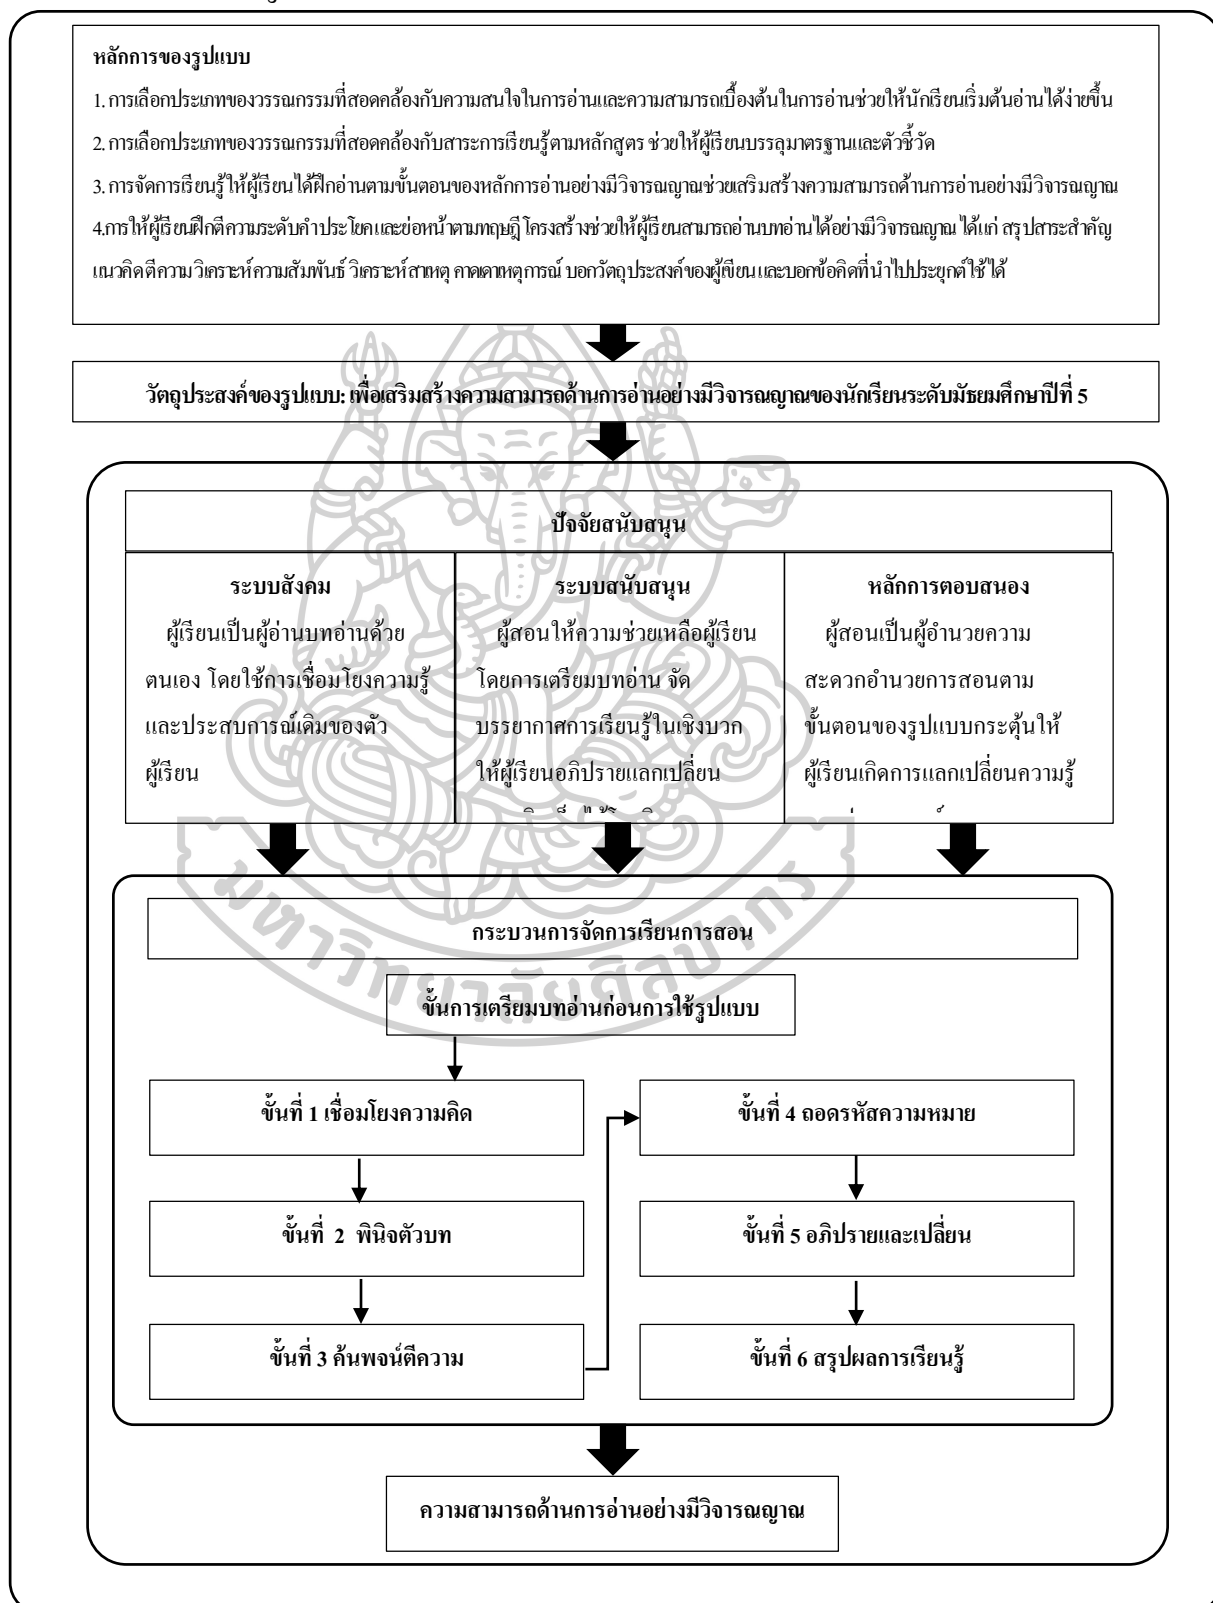 หลักการของรูปแบบ
1. การเลือกประเภทของวรรณกรรมที่สอดคล้องกับความสนใจในการอ่านและความสามารถเบื้องต้นในการอ่านช่วยให้นักเรียนเริ่มต้นอ่านได้ง่ายขึ้น
2. การเลือกประเภทของวรรณกรรมที่สอดคล้องกับสาระการเรียนรู้ตามหลักสูตร ช่วยให้ผู้เรียนบรรลุมาตรฐานและตัวชี้วัด
3. การจัดการเรียนรู้ให้ผู้เรียนได้ฝึกอ่านตามขั้นตอนของหลักการอ่านอย่างมีวิจารณญาณช่วยเสริมสร้างความสามารถด้านการอ่านอย่างมีวิจารณญาณ
4.การให้ผู้เรียนฝึกตีความระดับคำประโยคและย่อหน้าตามทฤษฎีโครงสร้างช่วยให้ผู้เรียนสามารถอ่านบทอ่านได้อย่างมีวิจารณญาณ ได้แก่ สรุปสาระสำคัญ
แนวคิดตีความ วิเคราะห์ความสัมพันธ์ วิเคราะห์สาเหตุ คาดเดาเหตุการณ์ บอกวัตถุประสงค์ของผู้เขียน และบอกข้อคิดที่นำไปประยุกต์ใช้ได้
วัตถุประสงค์ของรูปแบบ: เพื่อเสริมสร้างความสามารถด้านการอ่านอย่างมีวิจารณญาณของนักเรียนระดับมัธยมศึกษาปีที่ 5
ปัจจัยสนับสนุน
ระบบสังคม
ผู้เรียนเป็นผู้อ่านบทอ่านด้วย
ตนเอง โดยใช้การเชื่อมโยงความรู้
และประสบการณ์เดิมของตัว
ผู้เรียน
ระบบสนับสนุน
ผู้สอนให้ความช่วยเหลือผู้เรียน
โดยการเตรียมบทอ่าน จัด
บรรยากาศการเรียนรู้ในเชิงบวก
ให้ผู้เรียนอภิปรายแลกเปลี่ยน
หลักการตอบสนอง
ผู้สอนเป็นผู้อำนวยความ
สะดวกอำนวยการสอนตาม
ขั้นตอนของรูปแบบกระตุ้นให้
ผู้เรียนเกิดการแลกเปลี่ยนความรู้
กระบวนการจัดการเรียนการสอน
ขั้นการเตรียมบทอ่านก่อนการใช้รูปแบบ
ขั้นที่ 1 เชื่อมโยงความคิด
ขั้นที่ 2 พินิจตัวบท
ขั้นที่ 3 ค้นพจน์ตีความ
ขั้นที่ 4 ถอดรหัสความหมาย
ขั้นที่ 5 อภิปรายและเปลี่ยน
ขั้นที่ 6 สรุปผลการเรียนรู้
ความสามารถด้านการอ่านอย่างมีวิจารณญาณ
มหาวิทยาลัยศิลปากร